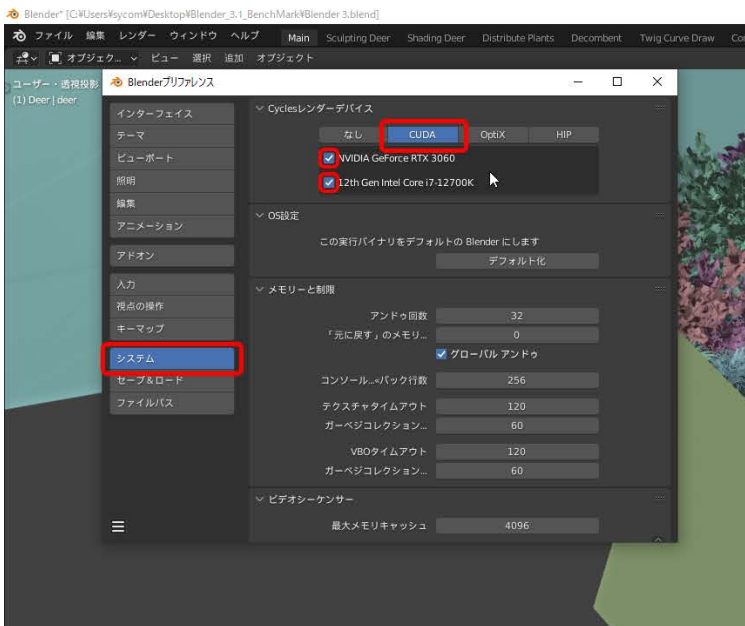 Blender* [C:¥Users¥sycom¥Desktop¥Blender_3.1_BenchMark¥Blender 3.blend]
ファイル 編集 レンダー ウィンドウ ヘルプ Main Sculpting Deer Shading Deer Distribute Plants Decombent Twig Curve Draw Co
オブジェク... ビュー 選択 追加 オブジェクト
ユーザー・透視投影
(1) Deer | deer
Blenderプリファレンス
インターフェイス
テーマ
ビューポート
照明
編集
アニメーション
アドオン
入力
視点の操作
キーマップ
システム
セーブ&ロード
ファイルパス
Cyclesレンダーデバイス
なし CUDA OptiX HIP
NVIDIA GeForce RTX 3060
12th Gen Intel Core i7-12700K
OS設定
この実行バイナリをデフォルトの Blender にします
デフォルト化
メモリーと制限
アンドゥ回数 32
「元に戻す」のメモリ... 0
グローバル アンドゥ
コンソール...«バック行数 256
テクスチャタイムアウト 120
ガーベジコレクション... 60
VBOタイムアウト 120
ガーベジコレクション... 60
ビデオシーケンサー
最大メモリキャッシュ 4096